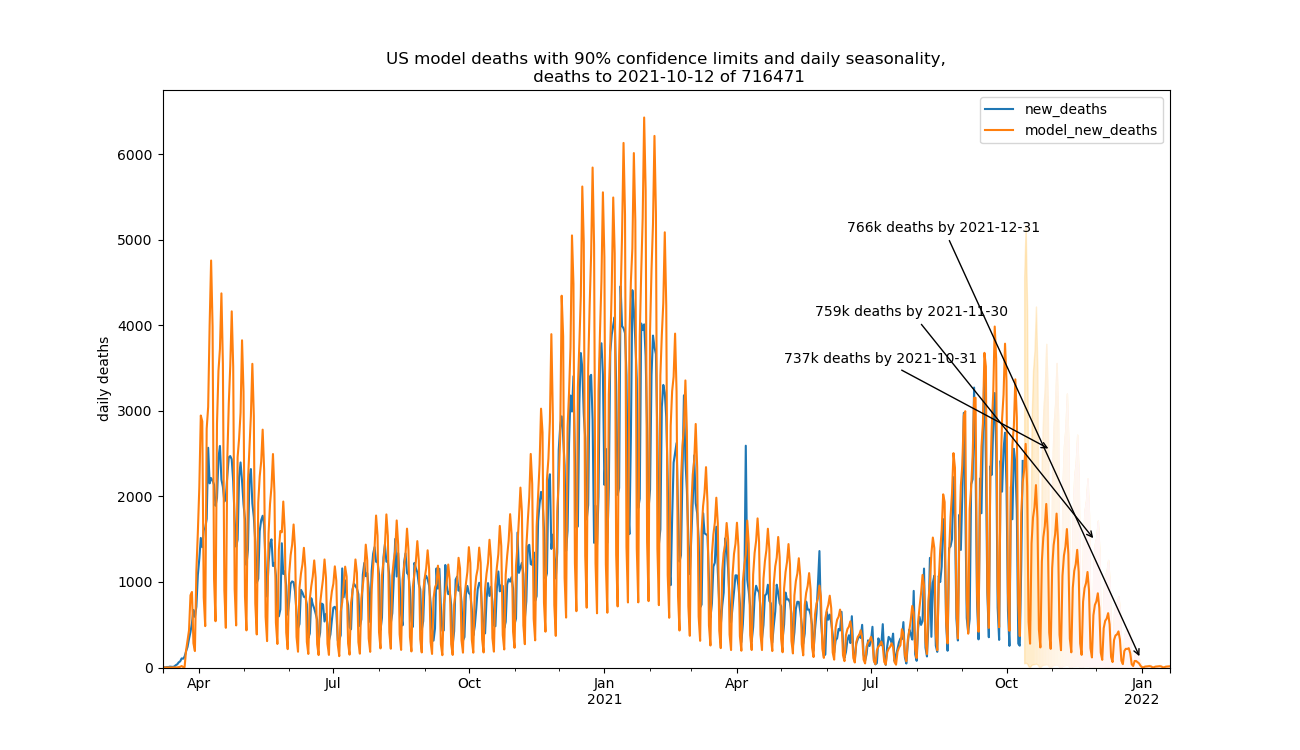 US model deaths with 90% confidence limits and daily seasonality,
deaths to 2021-10-12 of 716471
new_deaths
model_new_deaths
daily deaths
6000
5000
4000
3000
2000
1000
0
766k deaths by 2021-12-31
759k deaths by 2021-11-30
737k deaths by 2021-10-31
Apr
Jul
Oct
Jan
2021
Apr
Jul
Oct
Jan
2022